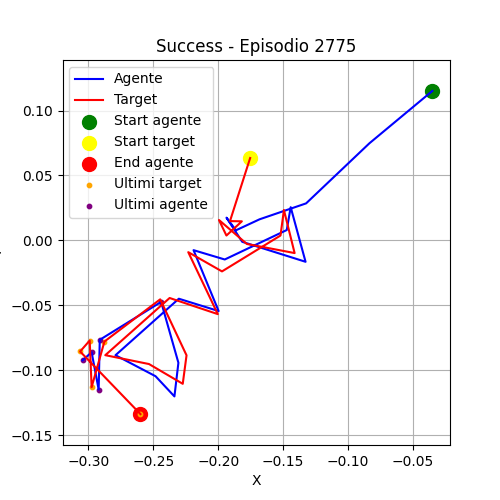 Success - Episodio 2775
Agente
Target
Start agente
Start target
End agente
Ultimi target
Ultimi agente
0.10
0.05
0.00
−0.05
−0.10
−0.15
−0.30 −0.25 −0.20 −0.15 −0.10 −0.05
X